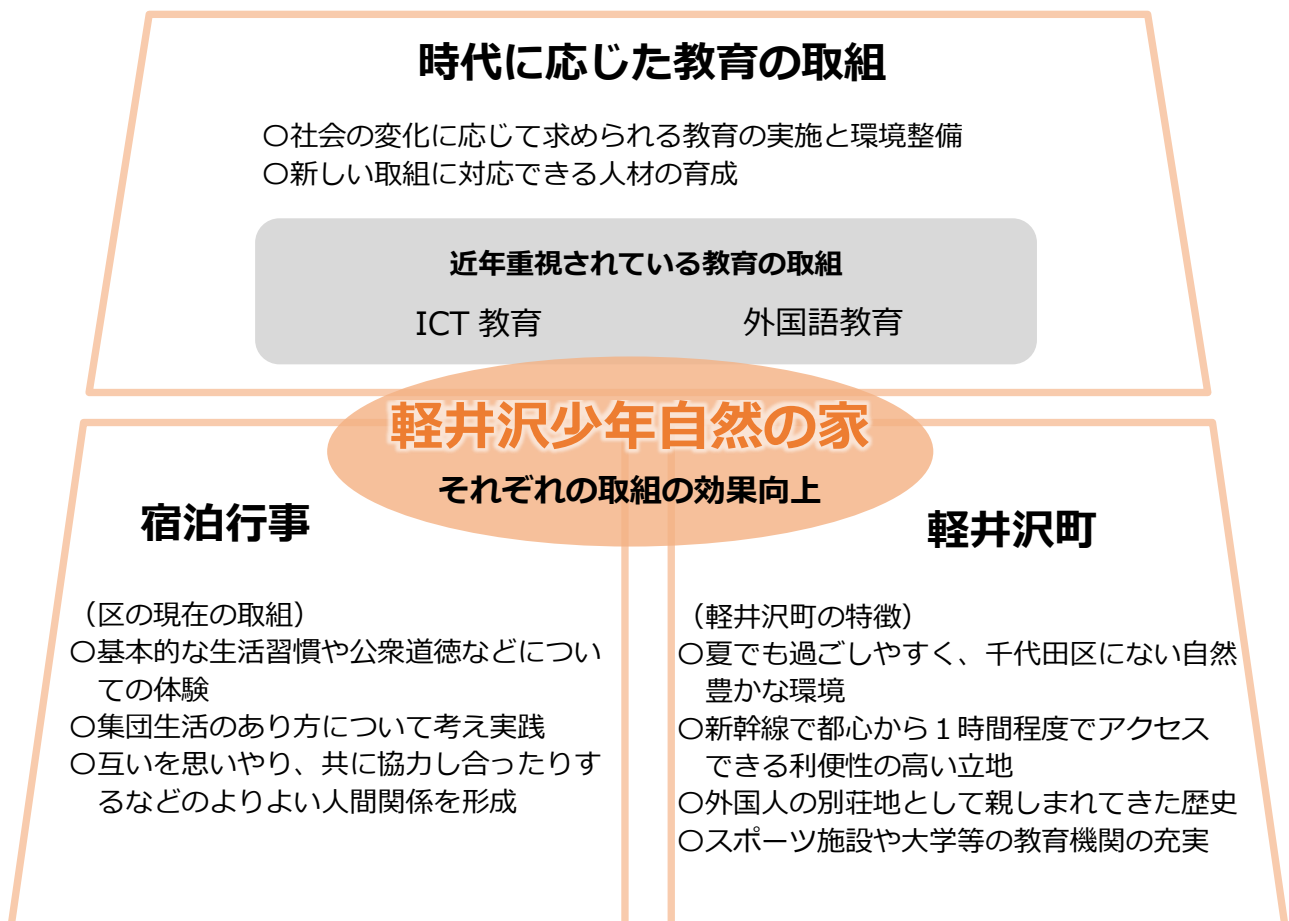 時代に応じた教育の取組
〇社会の変化に応じて求められる教育の実施と環境整備
〇新しい取組に対応できる人材の育成
近年重視されている教育の取組
ICT 教育
外国語教育
軽井沢少年自然の家
それぞれの取組の効果向上
宿泊行事
（区の現在の取組）
〇基本的な生活習慣や公衆道徳などについ
ての体験
〇集団生活のあり方について考え実践
〇互いを思いやり、共に協力し合ったりす
るなどのよりよい人間関係を形成
軽井沢町
（軽井沢町の特徴）
〇夏でも過ごしやすく、千代田区にない自然
豊かな環境
〇新幹線で都心から１時間程度でアクセス
できる利便性の高い立地
〇外国人の別荘地として親しまれてきた歴史
〇スポーツ施設や大学等の教育機関の充実